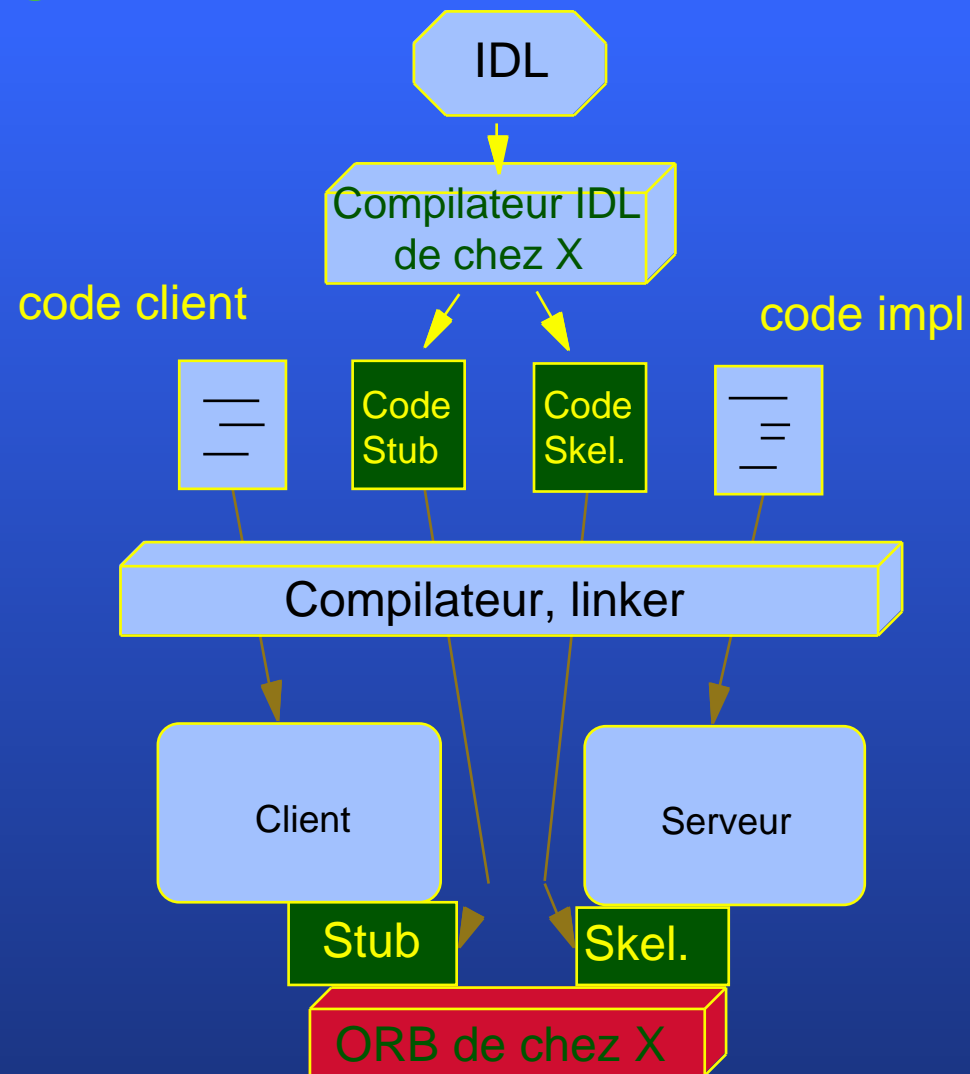 IDL
Compilateur IDL
de chez X
code client
code impl
Code
Stub
Code
Skel.
Compilateur, linker
Client
Serveur
Stub
Skel.
ORB de chez X